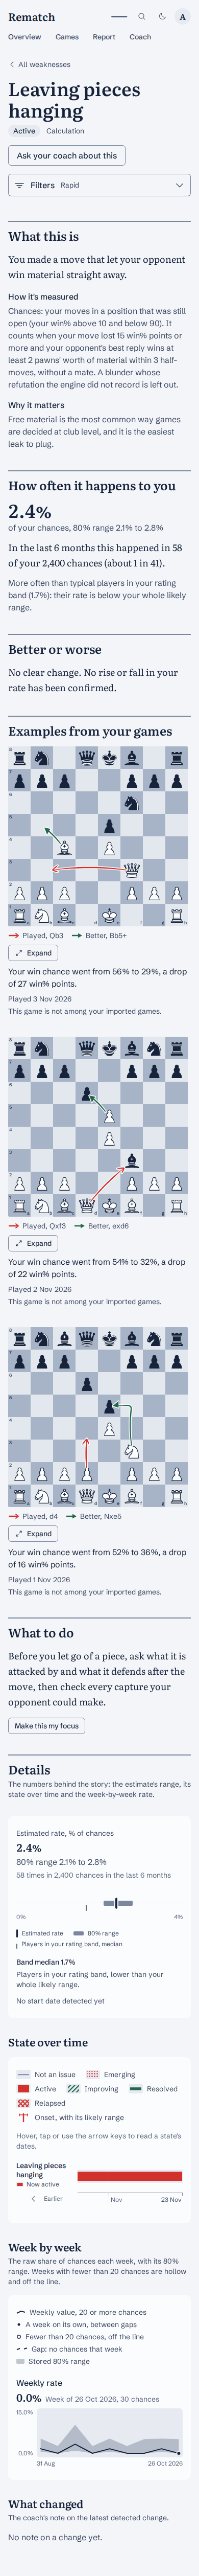 Rematch
A
Overview Games Report Coach
All weaknesses
Leaving pieces
hanging
Active Calculation
Ask your coach about this
Filters Rapid
What this is
You made a move that let your opponent
win material straight away.
How it's measured
Chances: your moves in a position that was still
open (your win% above 10 and below 90). It
counts when your move lost 15 win% points or
more and your opponent's best reply wins at
least 2 pawns' worth of material within 3 half-
moves, without a mate. A blunder whose
refutation the engine did not record is left out.
Why it matters
Free material is the most common way games
are decided at club level, and it is the easiest
leak to plug.
How often it happens to you
2.4%
of your chances, 80% range 2.1% to 2.8%
In the last 6 months this happened in 58
of your 2,400 chances (about 1 in 41).
More often than typical players in your rating
band (1.7%): their rate is below your whole likely
range.
Better or worse
No clear change. No rise or fall in your
rate has been confirmed.
Examples from your games
Played, Qb3 Better, Bb5+
Expand
Your win chance went from 56% to 29%, a drop
of 27 win% points.
Played 3 Nov 2026
This game is not among your imported games.
Played, Qxf3 Better, exd6
Expand
Your win chance went from 54% to 32%, a drop
of 22 win% points.
Played 2 Nov 2026
This game is not among your imported games.
Played, d4 Better, Nxe5
Expand
Your win chance went from 52% to 36%, a drop
of 16 win% points.
Played 1 Nov 2026
This game is not among your imported games.
What to do
Before you let go of a piece, ask what it is
attacked by and what it defends after the
move, then check every capture your
opponent could make.
Make this my focus
Details
The numbers behind the story: the estimate's range, its
state over time and the week-by-week rate.
Estimated rate, % of chances
2.4%
80% range 2.1% to 2.8%
58 times in 2,400 chances in the last 6 months
0% 4%
Estimated rate 80% range
Players in your rating band, median
Band median 1.7%
Players in your rating band, lower than your
whole likely range.
No start date detected yet
State over time
Not an issue Emerging
Active Improving Resolved
Relapsed
Onset, with its likely range
Hover, tap or use the arrow keys to read a state's
dates.
Leaving pieces
hanging
Now active
Earlier
Nov 23 Nov
Week by week
The raw share of chances each week, with its 80%
range. Weeks with fewer than 20 chances are hollow
and off the line.
Weekly value, 20 or more chances
A week on its own, between gaps
Fewer than 20 chances, off the line
Gap: no chances that week
Stored 80% range
Weekly rate
0.0% Week of 26 Oct 2026, 30 chances
15.0%
0.0%
31 Aug 26 Oct 2026
What changed
The coach's note on the latest detected change.
No note on a change yet.